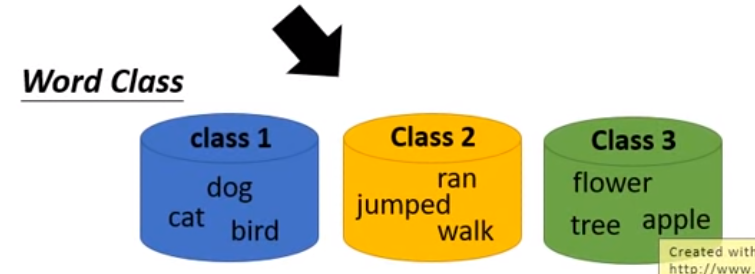 Word Class
class 1
dog
cat
bird
Class 2
ran
jumped
walk
Class 3
flower
tree
apple
Created with
http://www.